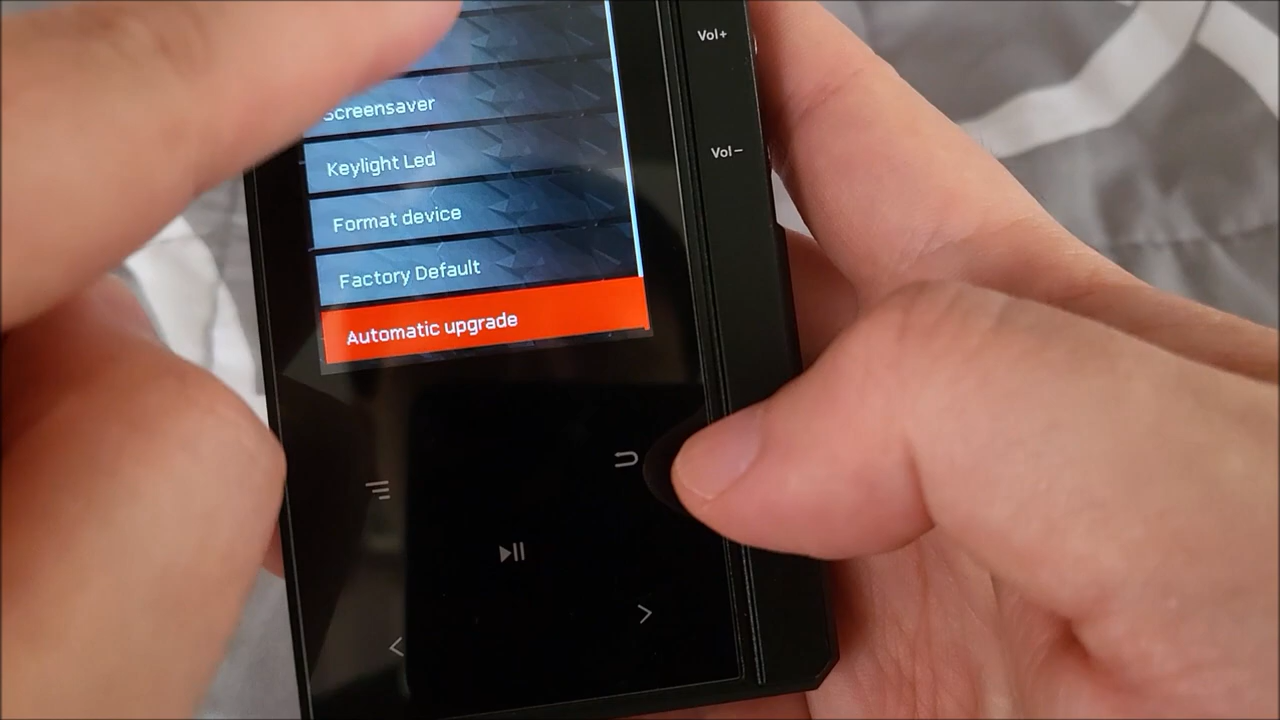 Vol+
Screensaver
Vol-
Keylight Led
Format device
Factory Default
Automatic upgrade